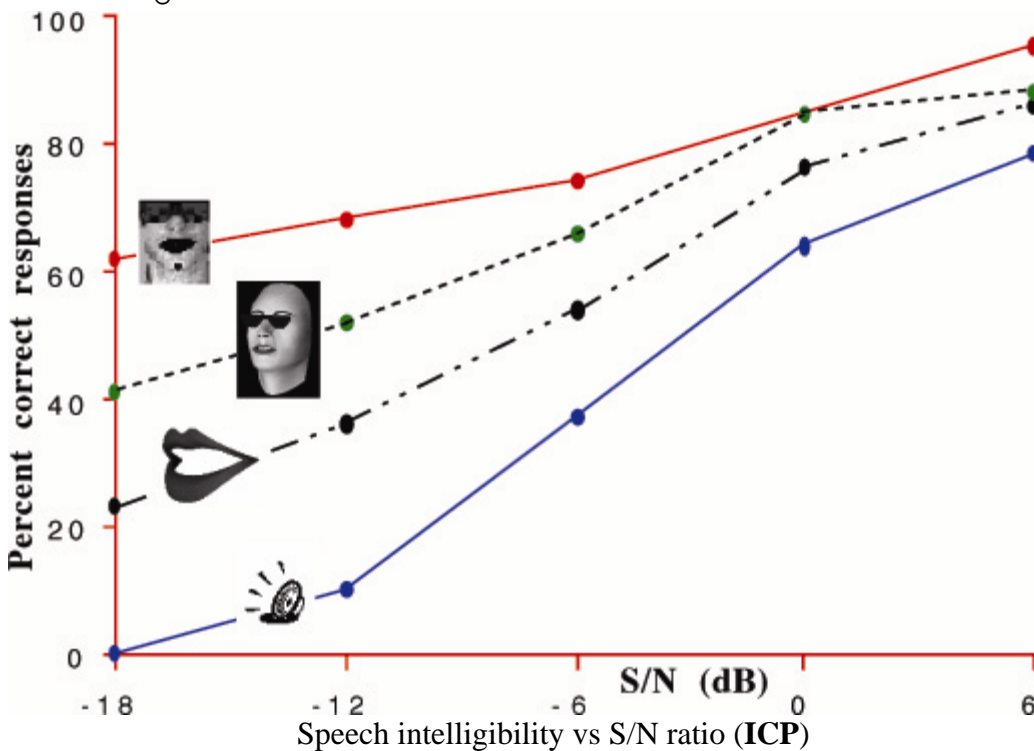 100
80
60
40
20
0
Percent correct responses
S/N (dB)
-18 -12 -6 0 6
Speech intelligibility vs S/N ratio (ICP)